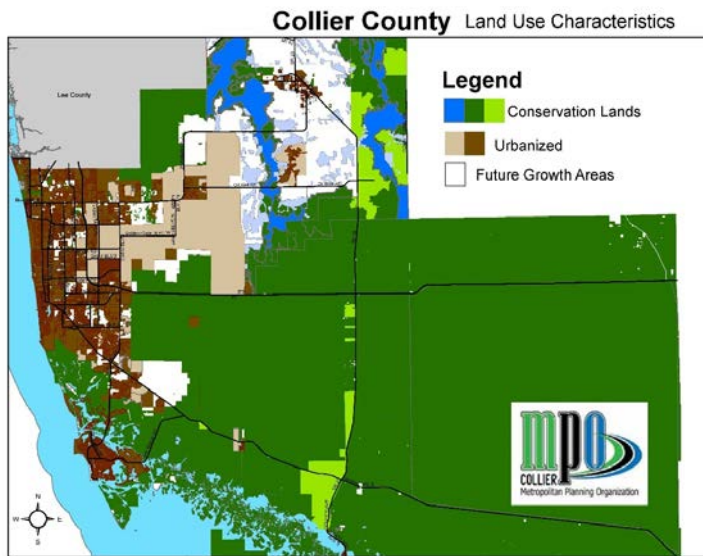 Collier County Land Use Characteristics
Lee County
Legend
Conservation Lands
Urbanized
Future Growth Areas
mpo
COLLIER
Metropolitan Planning Organization
N
W E
S